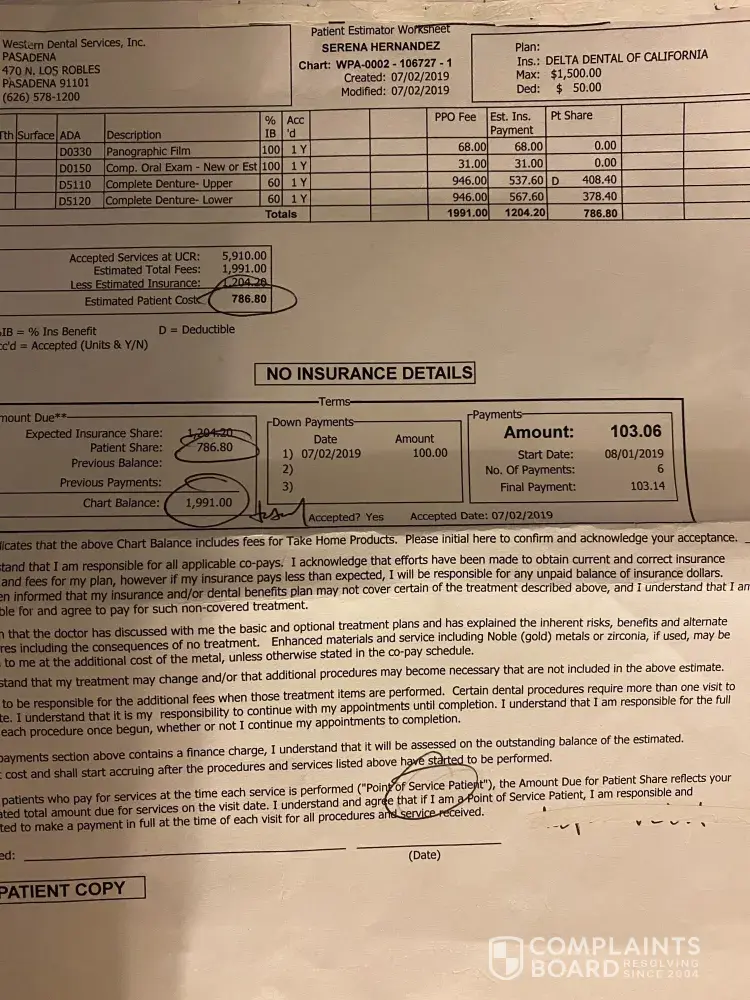 Patient Estimator Worksheet
Western Dental Services, Inc.
PASADENA
470 N. LOS ROBLES
PASADENA 91101
(626) 578-1200
SERENA HERNANDEZ
Chart: WPA-0002 - 106727 - 1
Created: 07/02/2019
Modified: 07/02/2019
Plan:
Ins.: DELTA DENTAL OF CALIFORNIA
Max: $1,500.00
Ded: $ 50.00
Tth Surface ADA Description % IB Acc 'd PPO Fee Est. Ins. Payment Pt Share
D0330 Panographic Film 100 1 Y 68.00 68.00 0.00
D0150 Comp. Oral Exam - New or Est 100 1 Y 31.00 31.00 0.00
D5110 Complete Denture- Upper 60 1 Y 946.00 537.60 D 408.40
D5120 Complete Denture- Lower 60 1 Y 946.00 567.60 378.40
Totals 1991.00 1204.20 786.80
Accepted Services at UCR: 5,910.00
Estimated Total Fees: 1,991.00
Less Estimated Insurance: 1,204.20
Estimated Patient Cost: 786.80
IB = % Ins Benefit D = Deductible
cc'd = Accepted (Units & Y/N)
NO INSURANCE DETAILS
Terms
mount Due**
Expected Insurance Share: 1,204.20
Patient Share: 786.80
Previous Balance:
Previous Payments:
Chart Balance: 1,991.00
Down Payments
Date Amount
1) 07/02/2019 100.00
2)
3)
Payments
Amount: 103.06
Start Date: 08/01/2019
No. Of Payments: 6
Final Payment: 103.14
Accepted? Yes Accepted Date: 07/02/2019
licates that the above Chart Balance includes fees for Take Home Products. Please initial here to confirm and acknowledge your acceptance.
stand that I am responsible for all applicable co-pays. I acknowledge that efforts have been made to obtain current and correct insurance
and fees for my plan, however if my insurance pays less than expected, I will be responsible for any unpaid balance of insurance dollars.
en informed that my insurance and/or dental benefits plan may not cover certain of the treatment described above, and I understand that I am
ble for and agree to pay for such non-covered treatment.
n that the doctor has discussed with me the basic and optional treatment plans and has explained the inherent risks, benefits and alternate
res including the consequences of no treatment. Enhanced materials and service including Noble (gold) metals or zirconia, if used, may be
to me at the additional cost of the metal, unless otherwise stated in the co-pay schedule.
stand that my treatment may change and/or that additional procedures may become necessary that are not included in the above estimate.
to be responsible for the additional fees when those treatment items are performed. Certain dental procedures require more than one visit to
te. I understand that it is my responsibility to continue with my appointments until completion. I understand that I am responsible for the full
each procedure once begun, whether or not I continue my appointments to completion.
payments section above contains a finance charge, I understand that it will be assessed on the outstanding balance of the estimated.
cost and shall start accruing after the procedures and services listed above have started to be performed.
patients who pay for services at the time each service is performed ("Point of Service Patient"), the Amount Due for Patient Share reflects your
ated total amount due for services on the visit date. I understand and agree that if I am a Point of Service Patient, I am responsible and
ted to make a payment in full at the time of each visit for all procedures and service received.
ed:
(Date)
PATIENT COPY
COMPLAINTS
BOARD RESOLVING
SINCE 2004